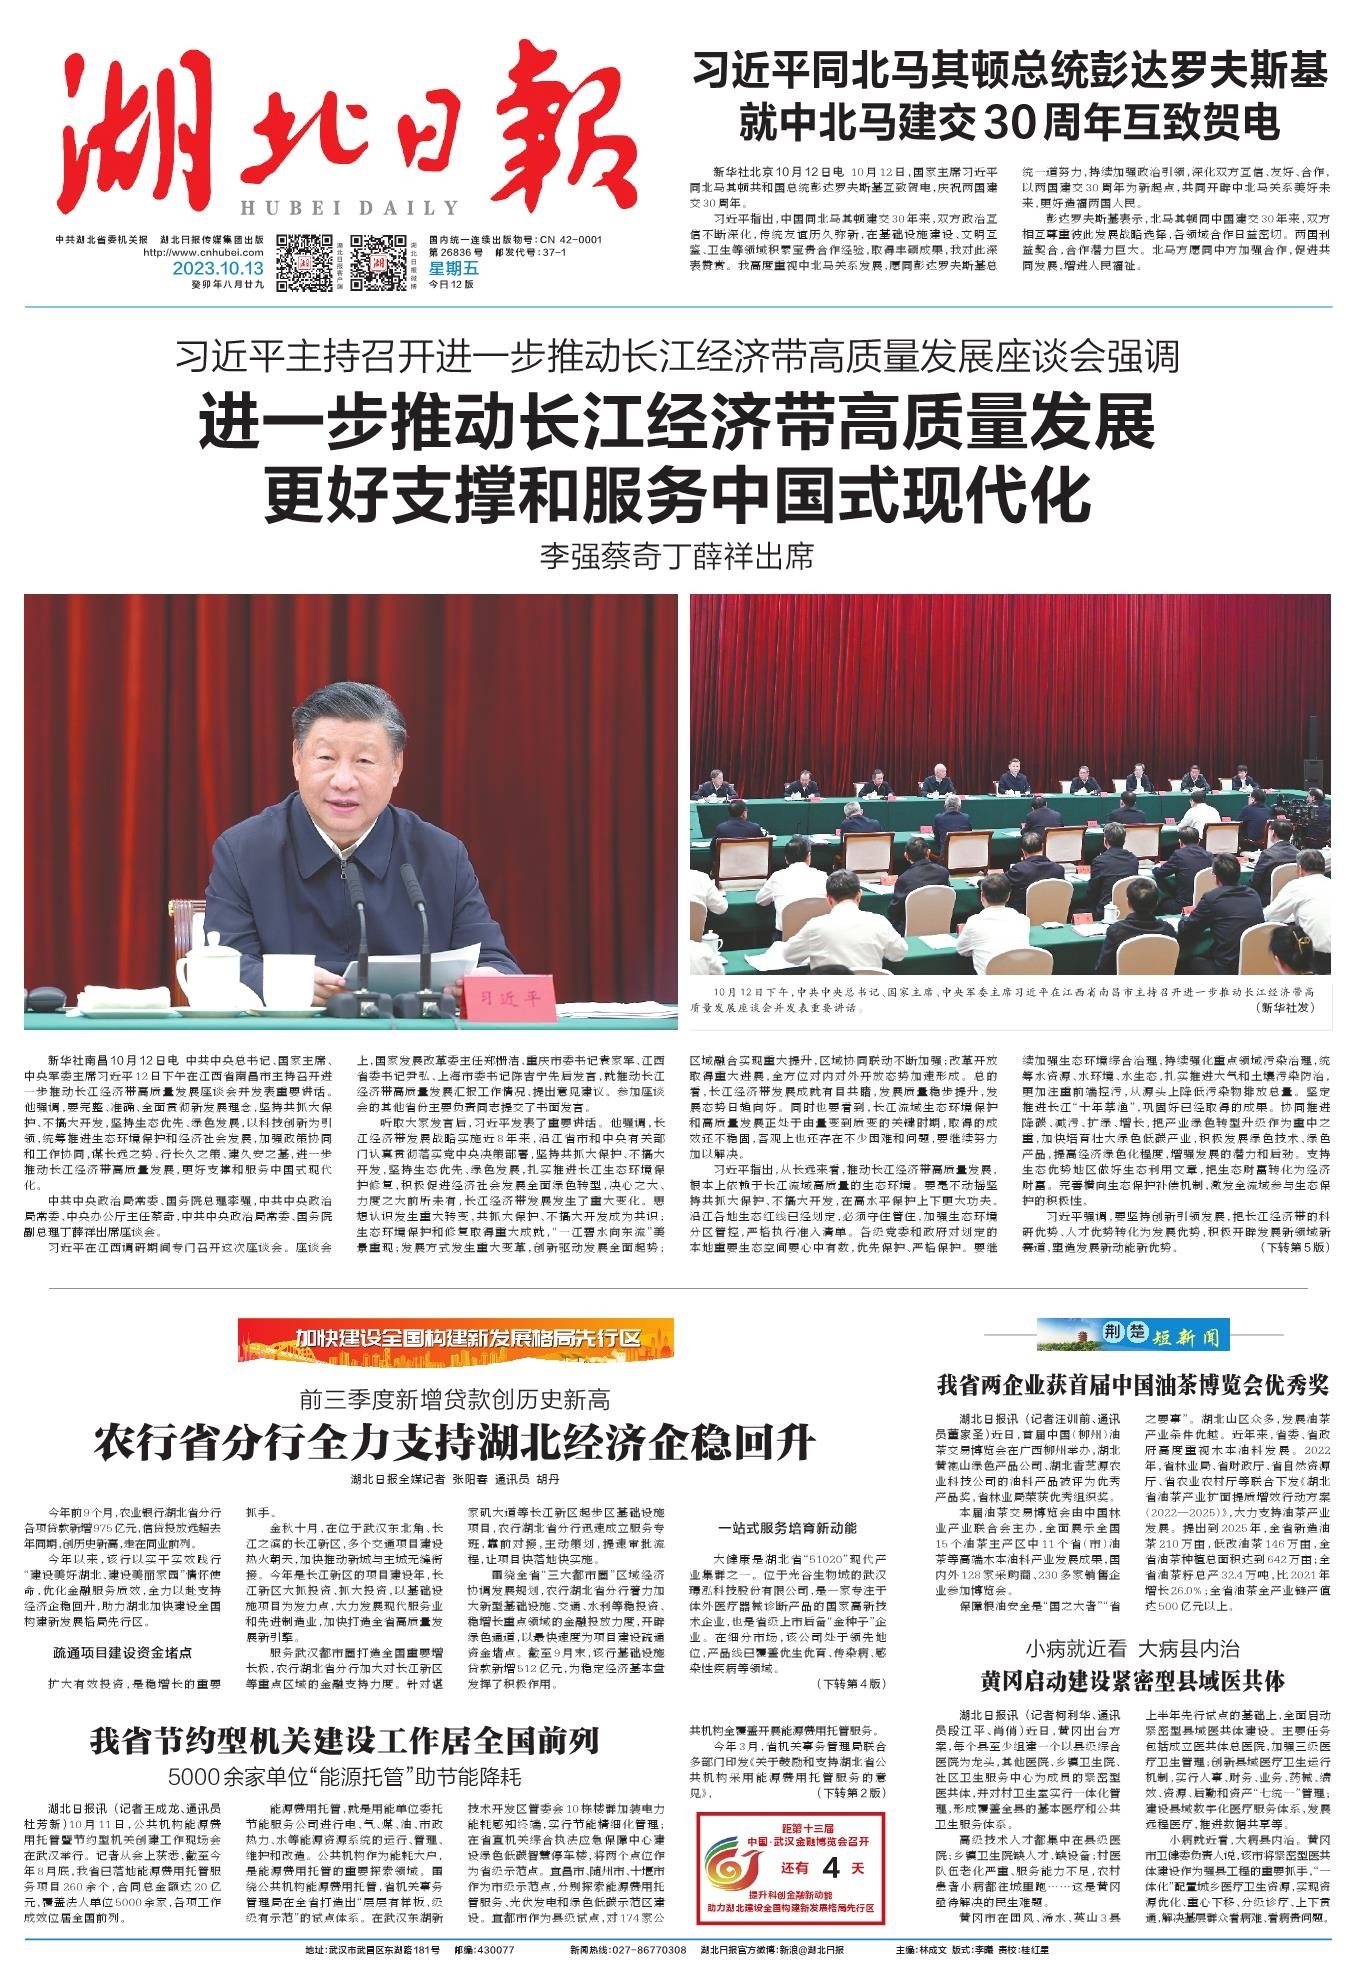 湖北日報
HUBEI DAILY
中共湖北省委机关报 湖北日报传媒集团出版
http://www.cnhubei.com
2023.10.13
癸卯年八月廿九
湖北日报客户端
湖北日报微博
国内统一连续出版物号：CN 42-0001
第26836号 邮发代号：37-1
星期五
今日12版
习近平同北马其顿总统彭达罗夫斯基
就中北马建交30周年互致贺电
新华社北京10月12日电 10月12日，国家主席习近平
同北马其顿共和国总统彭达罗夫斯基互致贺电，庆祝两国建
交30周年。
习近平指出，中国同北马其顿建交30年来，双方政治互
信不断深化，传统友谊历久弥新，在基础设施建设、文明互
鉴、卫生等领域积累宝贵合作经验，取得丰硕成果，我对此深
表赞赏。我高度重视中北马关系发展，愿同彭达罗夫斯基总
统一道努力，持续加强政治引领，深化双方互信、友好、合作，
以两国建交30周年为新起点，共同开辟中北马关系美好未
来，更好造福两国人民。
彭达罗夫斯基表示，北马其顿同中国建交30年来，双方
相互尊重彼此发展战略选择，各领域合作日益密切。两国利
益契合，合作潜力巨大。北马方愿同中方加强合作，促进共
同发展，增进人民福祉。
习近平主持召开进一步推动长江经济带高质量发展座谈会强调
进一步推动长江经济带高质量发展
更好支撑和服务中国式现代化
李强蔡奇丁薛祥出席
习近平
10月12日下午，中共中央总书记、国家主席、中央军委主席习近平在江西省南昌市主持召开进一步推动长江经济带高
质量发展座谈会并发表重要讲话。 （新华社发）
新华社南昌10月12日电 中共中央总书记、国家主席、
中央军委主席习近平12日下午在江西省南昌市主持召开进
一步推动长江经济带高质量发展座谈会并发表重要讲话。
他强调，要完整、准确、全面贯彻新发展理念，坚持共抓大保
护、不搞大开发，坚持生态优先、绿色发展，以科技创新为引
领，统筹推进生态环境保护和经济社会发展，加强政策协同
和工作协同，谋长远之势、行长久之策、建久安之基，进一步
推动长江经济带高质量发展，更好支撑和服务中国式现代
化。
中共中央政治局常委、国务院总理李强，中共中央政治
局常委、中央办公厅主任蔡奇，中共中央政治局常委、国务院
副总理丁薛祥出席座谈会。
习近平在江西调研期间专门召开这次座谈会。座谈会
上，国家发展改革委主任郑栅洁、重庆市委书记袁家军、江西
省委书记尹弘、上海市委书记陈吉宁先后发言，就推动长江
经济带高质量发展汇报工作情况、提出意见建议。参加座谈
会的其他省份主要负责同志提交了书面发言。
听取大家发言后，习近平发表了重要讲话。他强调，长
江经济带发展战略实施近8年来，沿江省市和中央有关部
门认真贯彻落实党中央决策部署，坚持共抓大保护、不搞大
开发，坚持生态优先、绿色发展，扎实推进长江生态环境保
护修复，积极促进经济社会发展全面绿色转型，决心之大、
力度之大前所未有，长江经济带发展发生了重大变化。思
想认识发生重大转变，共抓大保护、不搞大开发成为共识；
生态环境保护和修复取得重大成就，“一江碧水向东流”美
景重现；发展方式发生重大变革，创新驱动发展全面起势；
区域融合实现重大提升，区域协同联动不断加强；改革开放
取得重大进展，全方位对内对外开放态势加速形成。总的
看，长江经济带发展成就有目共睹，发展质量稳步提升，发
展态势日趋向好。同时也要看到，长江流域生态环境保护
和高质量发展正处于由量变到质变的关键时期，取得的成
效还不稳固，客观上也还存在不少困难和问题，要继续努力
加以解决。
习近平指出，从长远来看，推动长江经济带高质量发展，
根本上依赖于长江流域高质量的生态环境。要毫不动摇坚
持共抓大保护、不搞大开发，在高水平保护上下更大功夫。
沿江各地生态红线已经划定，必须守住管住，加强生态环境
分区管控，严格执行准入清单。各级党委和政府对划定的
本地重要生态空间要心中有数，优先保护、严格保护。要继
续加强生态环境综合治理，持续强化重点领域污染治理，统
筹水资源、水环境、水生态，扎实推进大气和土壤污染防治，
更加注重前端控污，从源头上降低污染物排放总量。坚定
推进长江“十年禁渔”，巩固好已经取得的成果。协同推进
降碳、减污、扩绿、增长，把产业绿色转型升级作为重中之
重，加快培育壮大绿色低碳产业，积极发展绿色技术、绿色
产品，提高经济绿色化程度，增强发展的潜力和后劲。支持
生态优势地区做好生态利用文章，把生态财富转化为经济
财富。完善横向生态保护补偿机制，激发全流域参与生态保
护的积极性。
习近平强调，要坚持创新引领发展，把长江经济带的科
研优势、人才优势转化为发展优势，积极开辟发展新领域新
赛道，塑造发展新动能新优势。 （下转第5版）
加快建设全国构建新发展格局先行区
前三季度新增贷款创历史新高
农行省分行全力支持湖北经济企稳回升
湖北日报全媒记者 张阳春 通讯员 胡丹
今年前9个月，农业银行湖北省分行
各项贷款新增975亿元，信贷投放远超去
年同期，创历史新高，走在同业前列。
今年以来，该行以实干实效践行
“建设美好湖北、建设美丽家园”情怀使
命，优化金融服务质效，全力以赴支持
经济企稳回升，助力湖北加快建设全国
构建新发展格局先行区。
疏通项目建设资金堵点
扩大有效投资，是稳增长的重要
抓手。
金秋十月，在位于武汉东北角、长
江之滨的长江新区，多个交通项目建设
热火朝天，加快推动新城与主城无缝衔
接。今年是长江新区的项目建设年，长
江新区大抓投资、抓大投资，以基础设
施项目为发力点，大力发展现代服务业
和先进制造业，加快打造全省高质量发
展新引擎。
服务武汉都市圈打造全国重要增
长极，农行湖北省分行加大对长江新区
等重点区域的金融支持力度。针对谌
家矶大道等长江新区起步区基础设施
项目，农行湖北省分行迅速成立服务专
班，靠前对接，主动策划，提速审批流
程，让项目快落地快实施。
围绕全省“三大都市圈”区域经济
协调发展规划，农行湖北省分行着力加
大新型基础设施、交通、水利等稳投资、
稳增长重点领域的金融投放力度，开辟
绿色通道，以最快速度为项目建设疏通
资金堵点。截至9月末，该行基础设施
贷款新增512亿元，为稳定经济基本盘
发挥了积极作用。
一站式服务培育新动能
大健康是湖北省“51020”现代产
业集群之一。位于光谷生物城的武汉
璟泓科技股份有限公司，是一家专注于
体外医疗器械诊断产品的国家高新技
术企业，也是省级上市后备“金种子”企
业。在细分市场，该公司处于领先地
位，产品线已覆盖优生优育、传染病、感
染性疾病等领域。
（下转第4版）
我省节约型机关建设工作居全国前列
5000余家单位“能源托管”助节能降耗
湖北日报讯（记者王成龙、通讯员
杜芳新）10月11日，公共机构能源费
用托管暨节约型机关创建工作现场会
在武汉举行。记者从会上获悉，截至今
年8月底，我省已落地能源费用托管服
务项目260余个，合同总金额达20亿
元，覆盖法人单位5000余家，各项工作
成效位居全国前列。
能源费用托管，就是用能单位委托
节能服务公司进行电、气、煤、油、市政
热力、水等能源资源系统的运行、管理、
维护和改造。公共机构作为能耗大户，
是能源费用托管的重要探索领域。围
绕公共机构能源费用托管，省机关事务
管理局在全省打造出“层层有样板、级
级有示范”的试点体系。在武汉东湖新
技术开发区管委会10栋楼群加装电力
能耗感知终端，实行节能精细化管理；
在省直机关综合执法应急保障中心建
设绿色低碳智慧停车楼，将两个点位作
为省级示范点。宜昌市、随州市、十堰市
作为市级示范点，分别探索能源费用托
管服务、光伏发电和绿色低碳示范区建
设。宜都市作为县级试点，对174家公
共机构全覆盖开展能源费用托管服务。
今年3月，省机关事务管理局联合
多部门印发《关于鼓励和支持湖北省公
共机构采用能源费用托管服务的意
见》， （下转第2版）
距第十三届
中国·武汉金融博览会召开
还有 4 天
提升科创金融新动能
助力湖北建设全国构建新发展格局先行区
荆楚短新闻
我省两企业获首届中国油茶博览会优秀奖
湖北日报讯（记者汪训前、通讯
员董家圣）近日，首届中国（柳州）油
茶交易博览会在广西柳州举办，湖北
黄袍山绿色产品公司、湖北香芝源农
业科技公司的油料产品被评为优秀
产品奖，省林业局荣获优秀组织奖。
本届油茶交易博览会由中国林
业产业联合会主办，全面展示全国
15个油茶主产区中11个省（市）油
茶等高端木本油料产业发展成果，国
内外128家采购商、230多家销售企
业参加博览会。
保障粮油安全是“国之大者”“省
之要事”。湖北山区众多，发展油茶
产业条件优越。近年来，省委、省政
府高度重视木本油料发展。2022
年，省林业局、省财政厅、省自然资源
厅、省农业农村厅等联合下发《湖北
省油茶产业扩面提质增效行动方案
（2022—2025）》，大力支持油茶产业
发展。提出到2025年，全省新造油
茶210万亩，低改油茶146万亩，全
省油茶种植总面积达到642万亩；全
省油茶籽总产32.4万吨，比2021年
增长26.0%；全省油茶全产业链产值
达500亿元以上。
小病就近看 大病县内治
黄冈启动建设紧密型县域医共体
湖北日报讯（记者柯利华、通讯
员段江平、肖俏）近日，黄冈出台方
案，每个县至少组建一个以县级综合
医院为龙头，其他医院、乡镇卫生院、
社区卫生服务中心为成员的紧密型
医共体，并对村卫生室实行一体化管
理，形成覆盖全县的基本医疗和公共
卫生服务体系。
高级技术人才都集中在县级医
院；乡镇卫生院缺人才、缺设备；村医
队伍老化严重、服务能力不足，农村
患者小病都往城里跑……这是黄冈
亟待解决的民生难题。
黄冈市在团风、浠水、英山3县
上半年先行试点的基础上，全面启动
紧密型县域医共体建设。主要任务
包括成立医共体总医院，加强三级医
疗卫生管理；创新县域医疗卫生运行
机制，实行人事、财务、业务、药械、绩
效、资源、后勤和资产“七统一”管理；
建设县域数字化医疗服务体系，发展
远程医疗，推进数据共享等。
小病就近看，大病县内治。黄冈
市卫健委负责人说，该市将紧密型医共
体建设作为强县工程的重要抓手，“一
体化”配置城乡医疗卫生资源，实现资
源优化、重心下移，分级诊疗、上下贯
通，解决基层群众看病难、看病贵问题。
地址：武汉市武昌区东湖路181号 邮编：430077 新闻热线：027-86770308 湖北日报官方微博：新浪@湖北日报 主编：林成文 版式：李曦 责校：桂红星